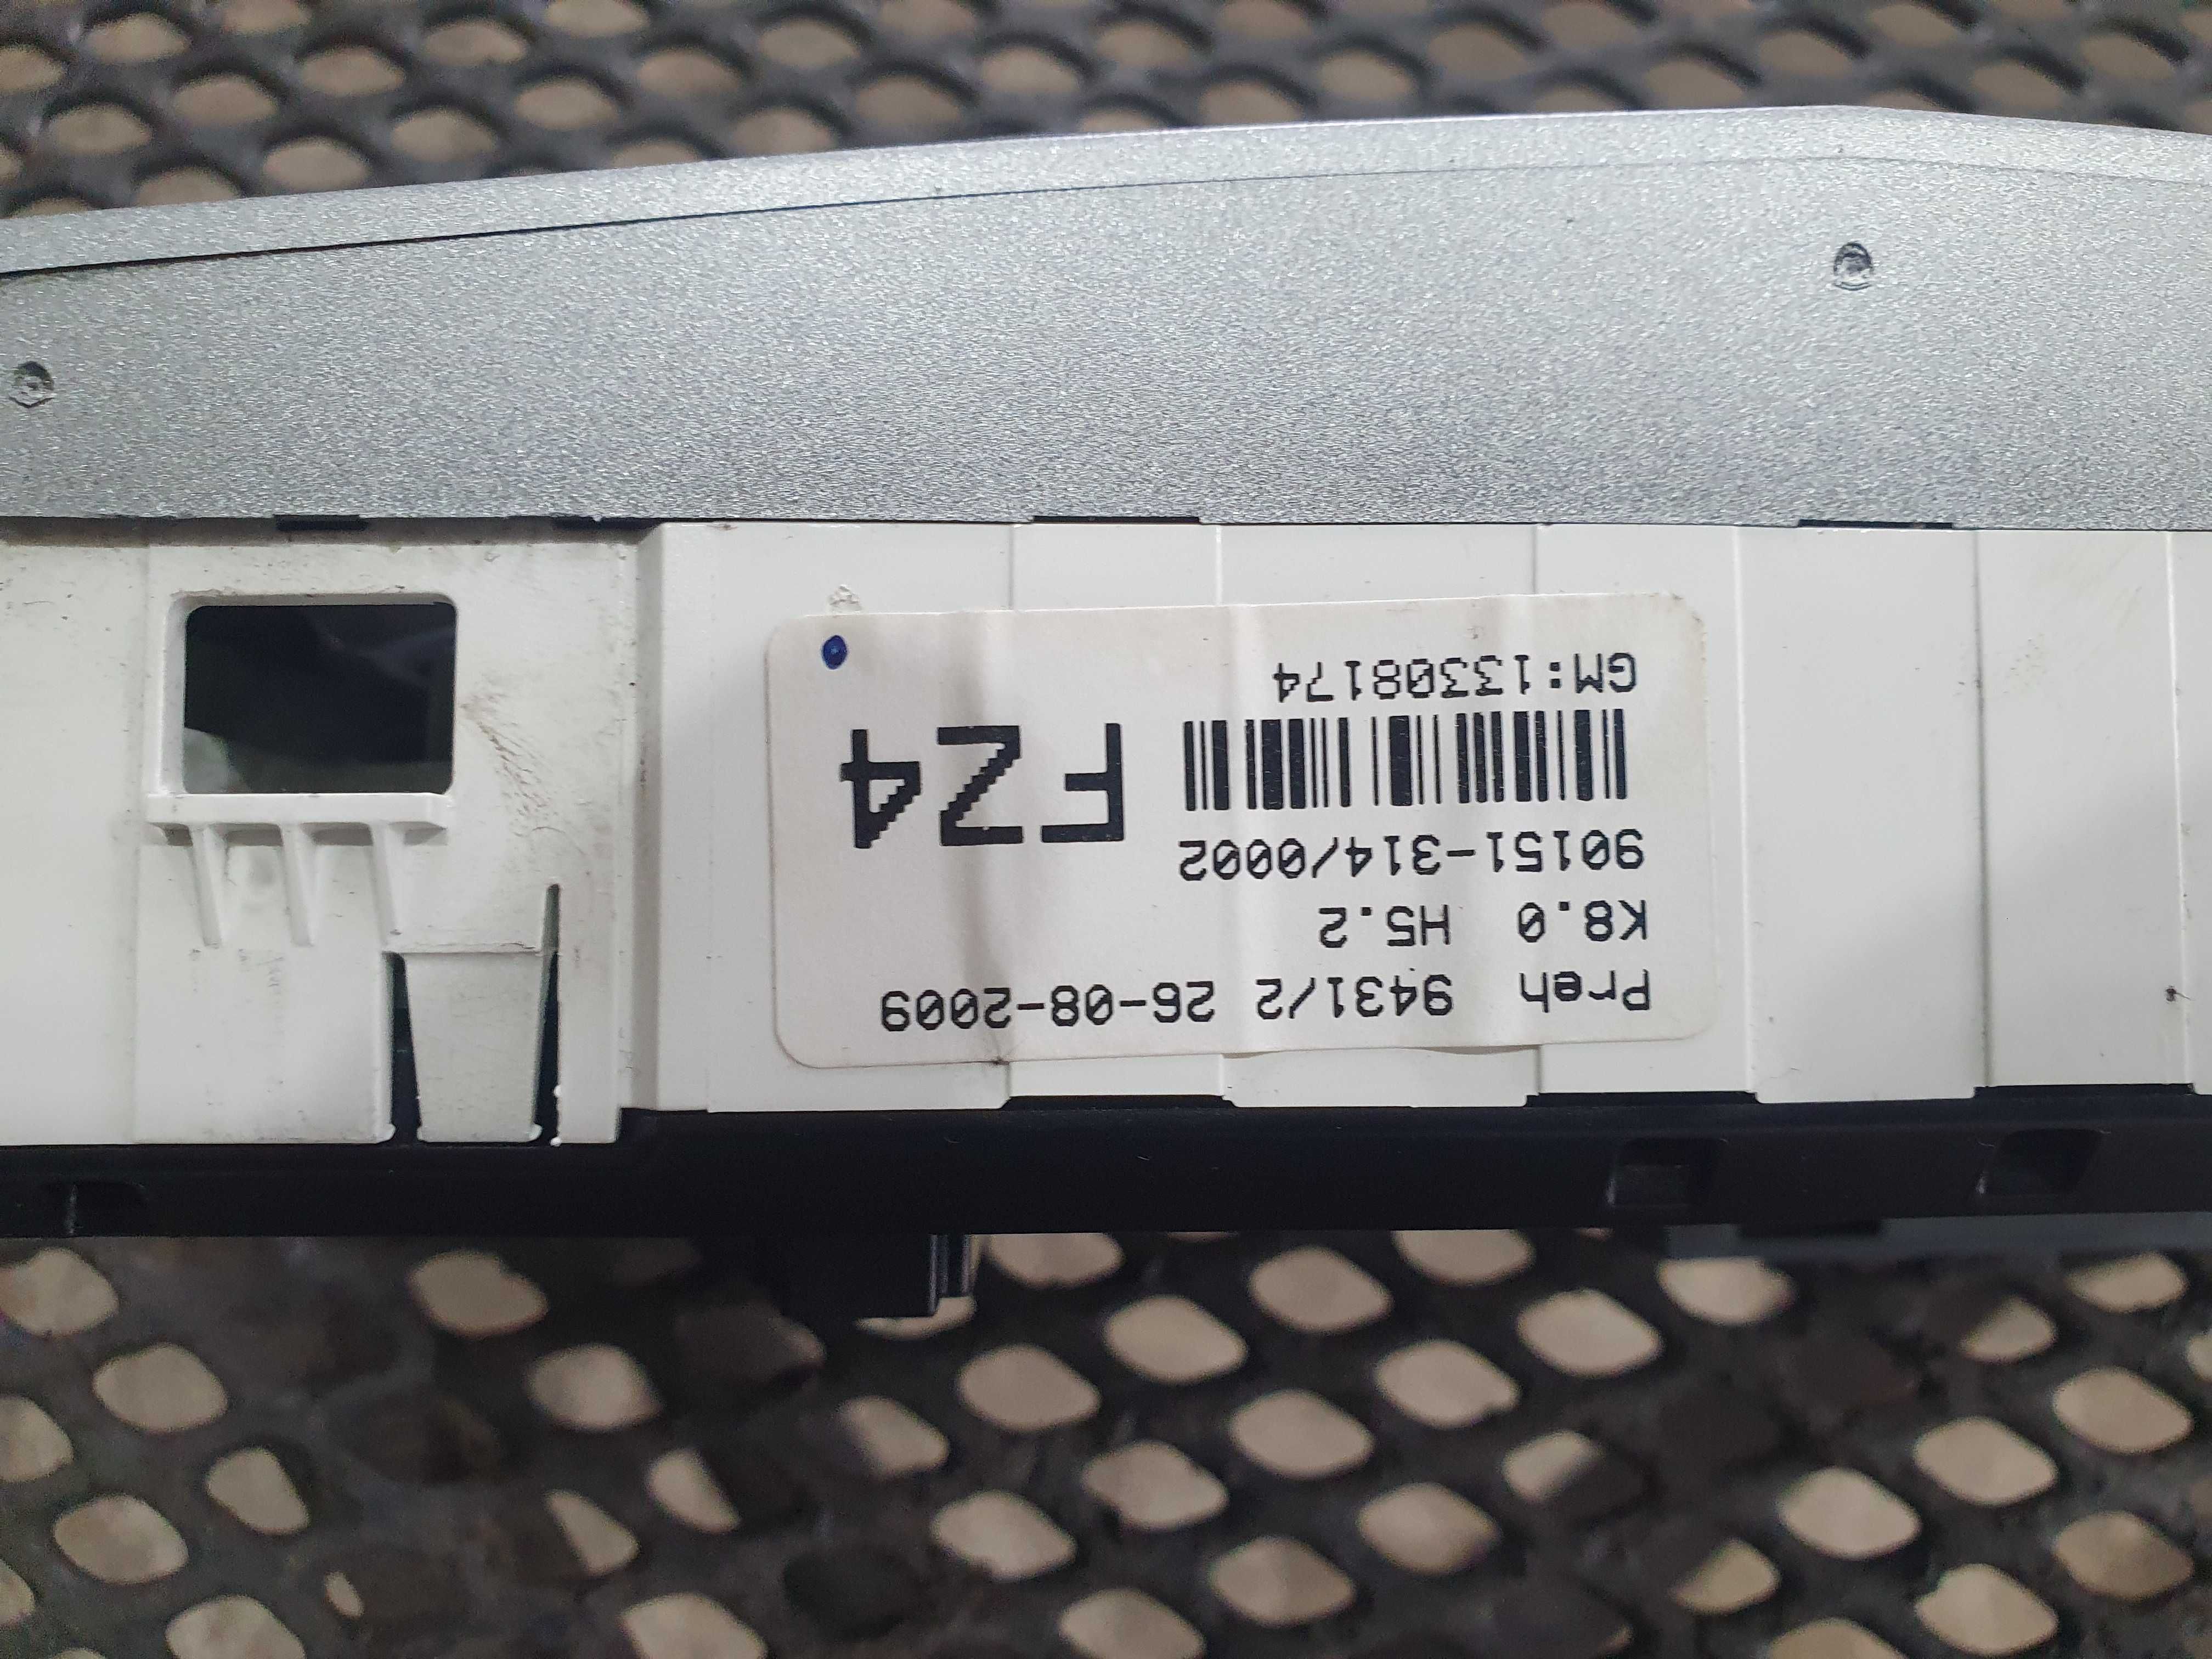 Preh 9431/2 26-08-2009
K8.0 H5.2
90151-314/0002
FZ4
GM:13308174